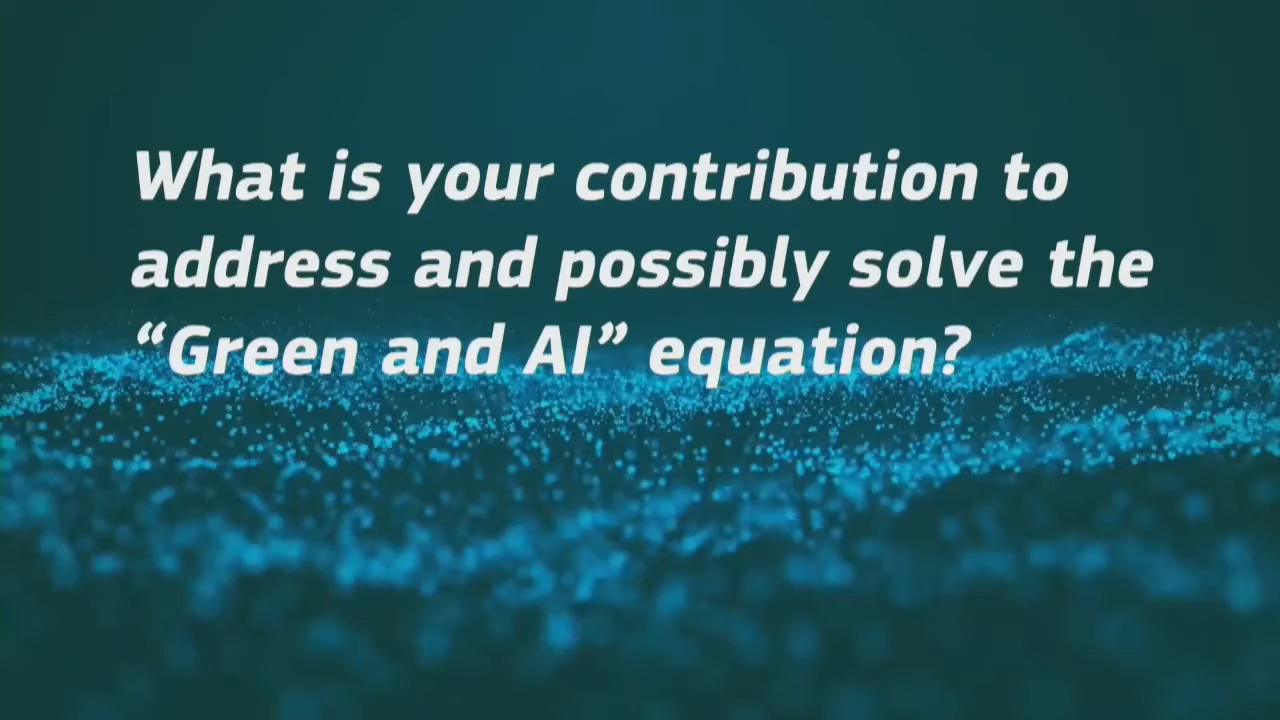 What is your contribution to
address and possibly solve the
“Green and AI” equation?